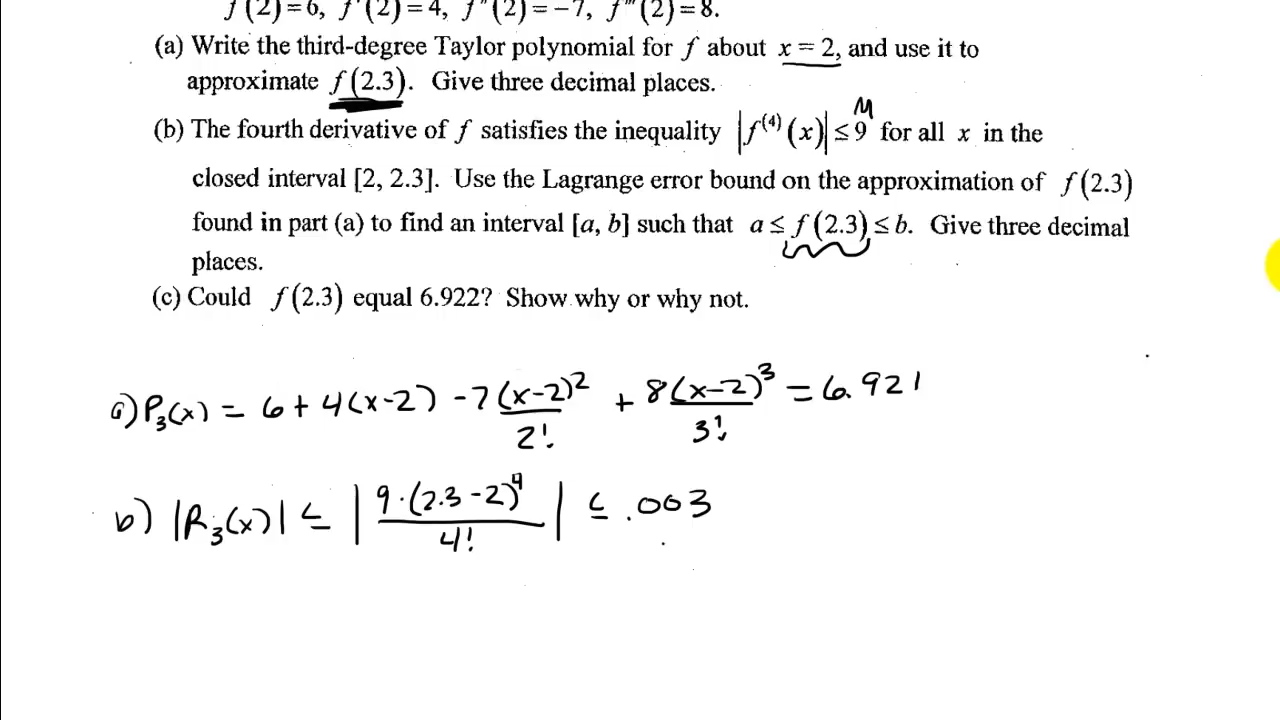 f(2)=6, f'(2)=4, f''(2)=−7, f'''(2)=8.
(a) Write the third-degree Taylor polynomial for f about x = 2, and use it to
approximate f(2.3). Give three decimal places.
M
(b) The fourth derivative of f satisfies the inequality |f⁽⁴⁾(x)| ≤ 9 for all x in the
closed interval [2, 2.3]. Use the Lagrange error bound on the approximation of f(2.3)
found in part (a) to find an interval [a, b] such that a ≤ f(2.3) ≤ b. Give three decimal
places.
(c) Could f(2.3) equal 6.922? Show why or why not.
a) P₃(x) = 6 + 4(x-2) - 7(x-2)²/2! + 8(x-2)³/3! = 6.921
b) |R₃(x)| ≤ |9·(2.3-2)⁴/4!| ≤ .003